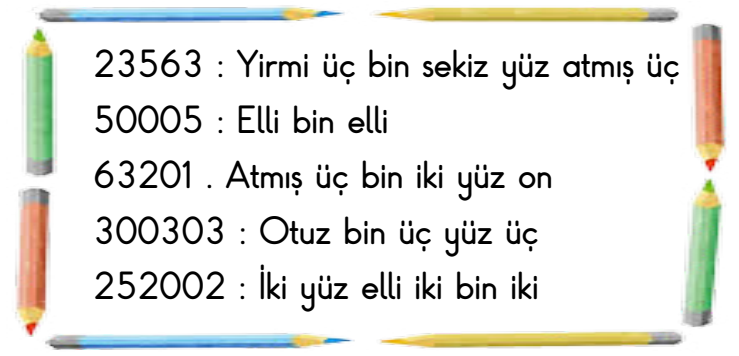 23563 : Yirmi üç bin sekiz yüz atmış üç
50005 : Elli bin elli
63201 . Atmış üç bin iki yüz on
300303 : Otuz bin üç yüz üç
252002 : İki yüz elli iki bin iki